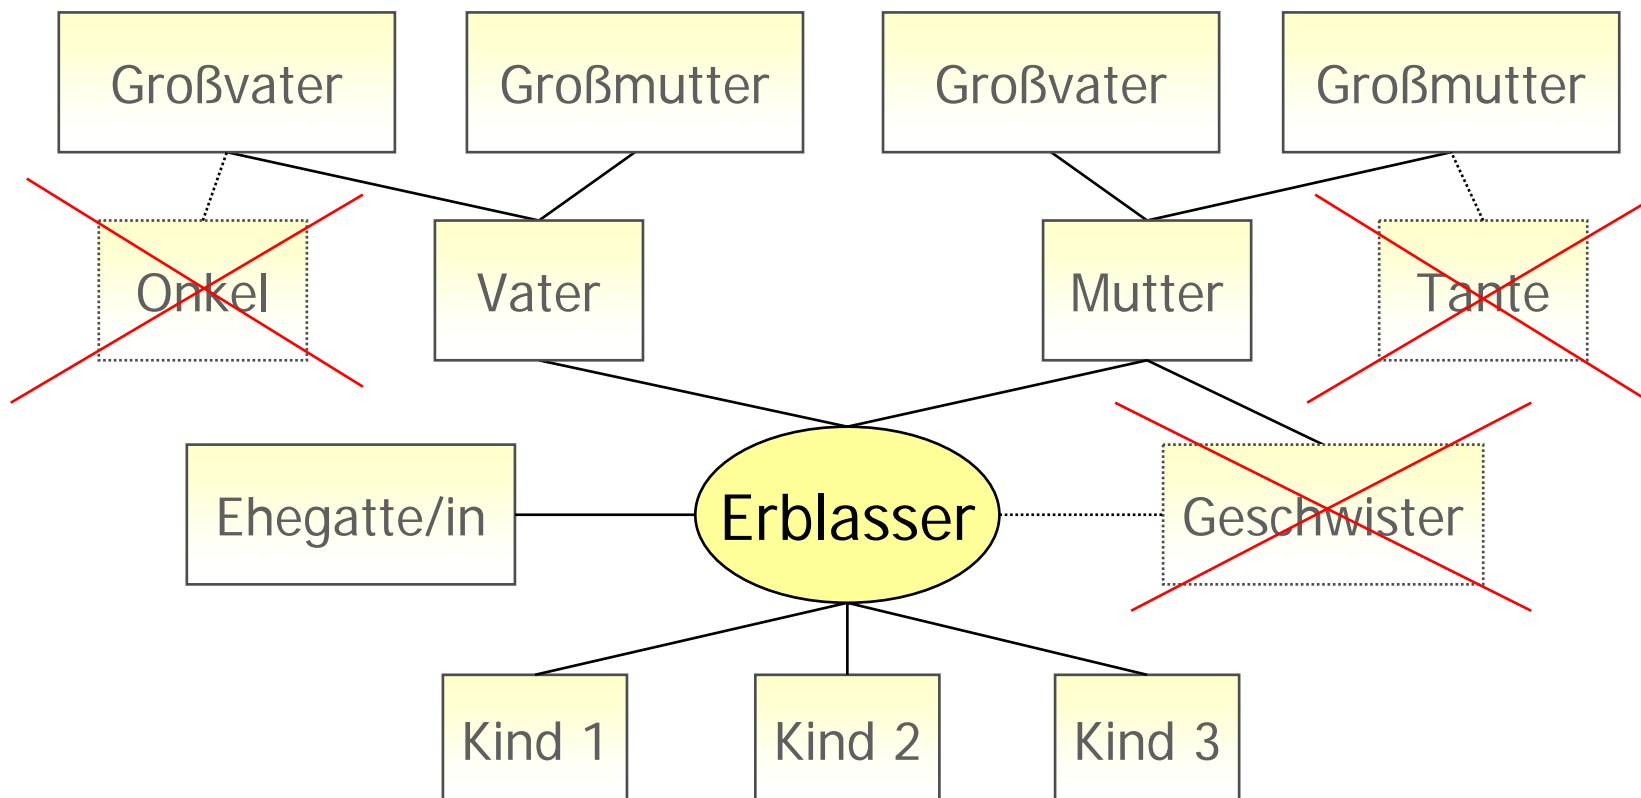 Großvater
Großmutter
Großvater
Großmutter
Onkel
Vater
Mutter
Tante
Ehegatte/in
Erblasser
Geschwister
Kind 1
Kind 2
Kind 3